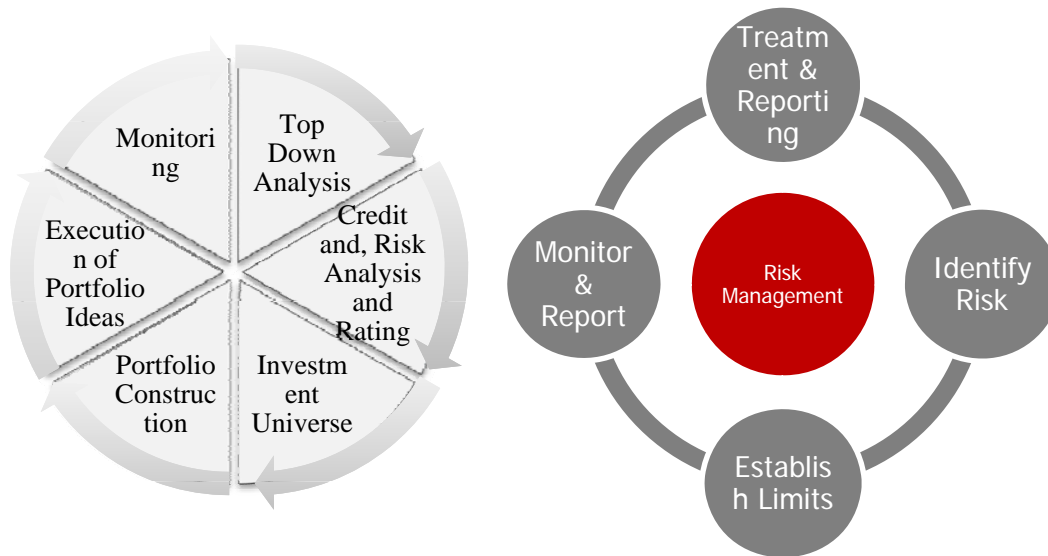 Monitori
ng
Top
Down
Analysis
Credit
and, Risk
Analysis
and
Rating
Investm
ent
Universe
Portfolio
Construc
tion
Executio
n of
Portfolio
Ideas
Treatm
ent &
Reporti
ng
Identify
Risk
Establis
h Limits
Monitor
&
Report
Risk
Management